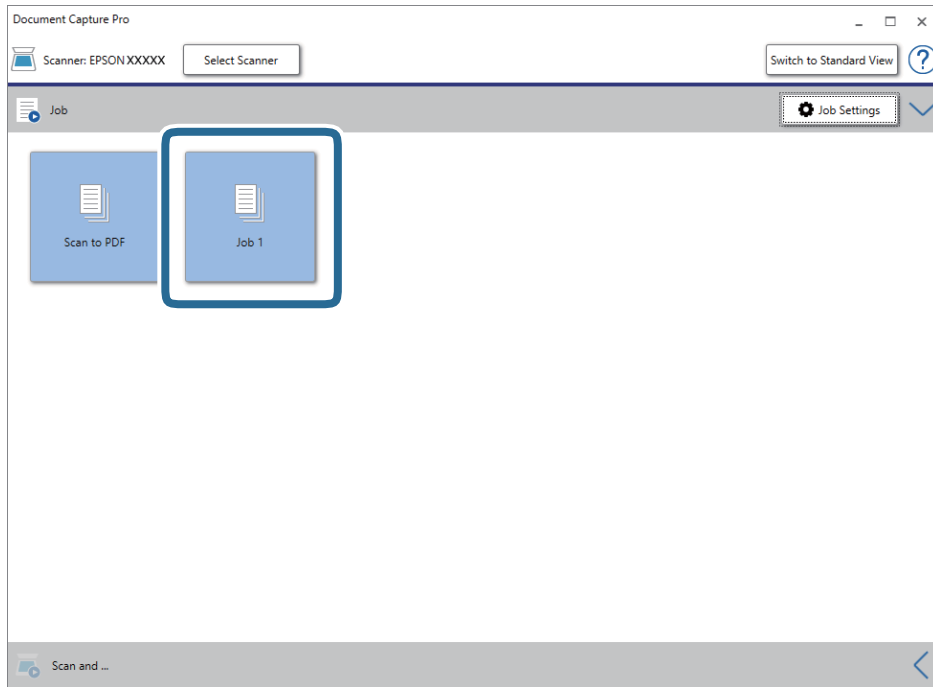 Document Capture Pro
Scanner: EPSON XXXXX
Select Scanner
Switch to Standard View
?
Job
Job Settings
Scan to PDF
Job 1
Scan and ...